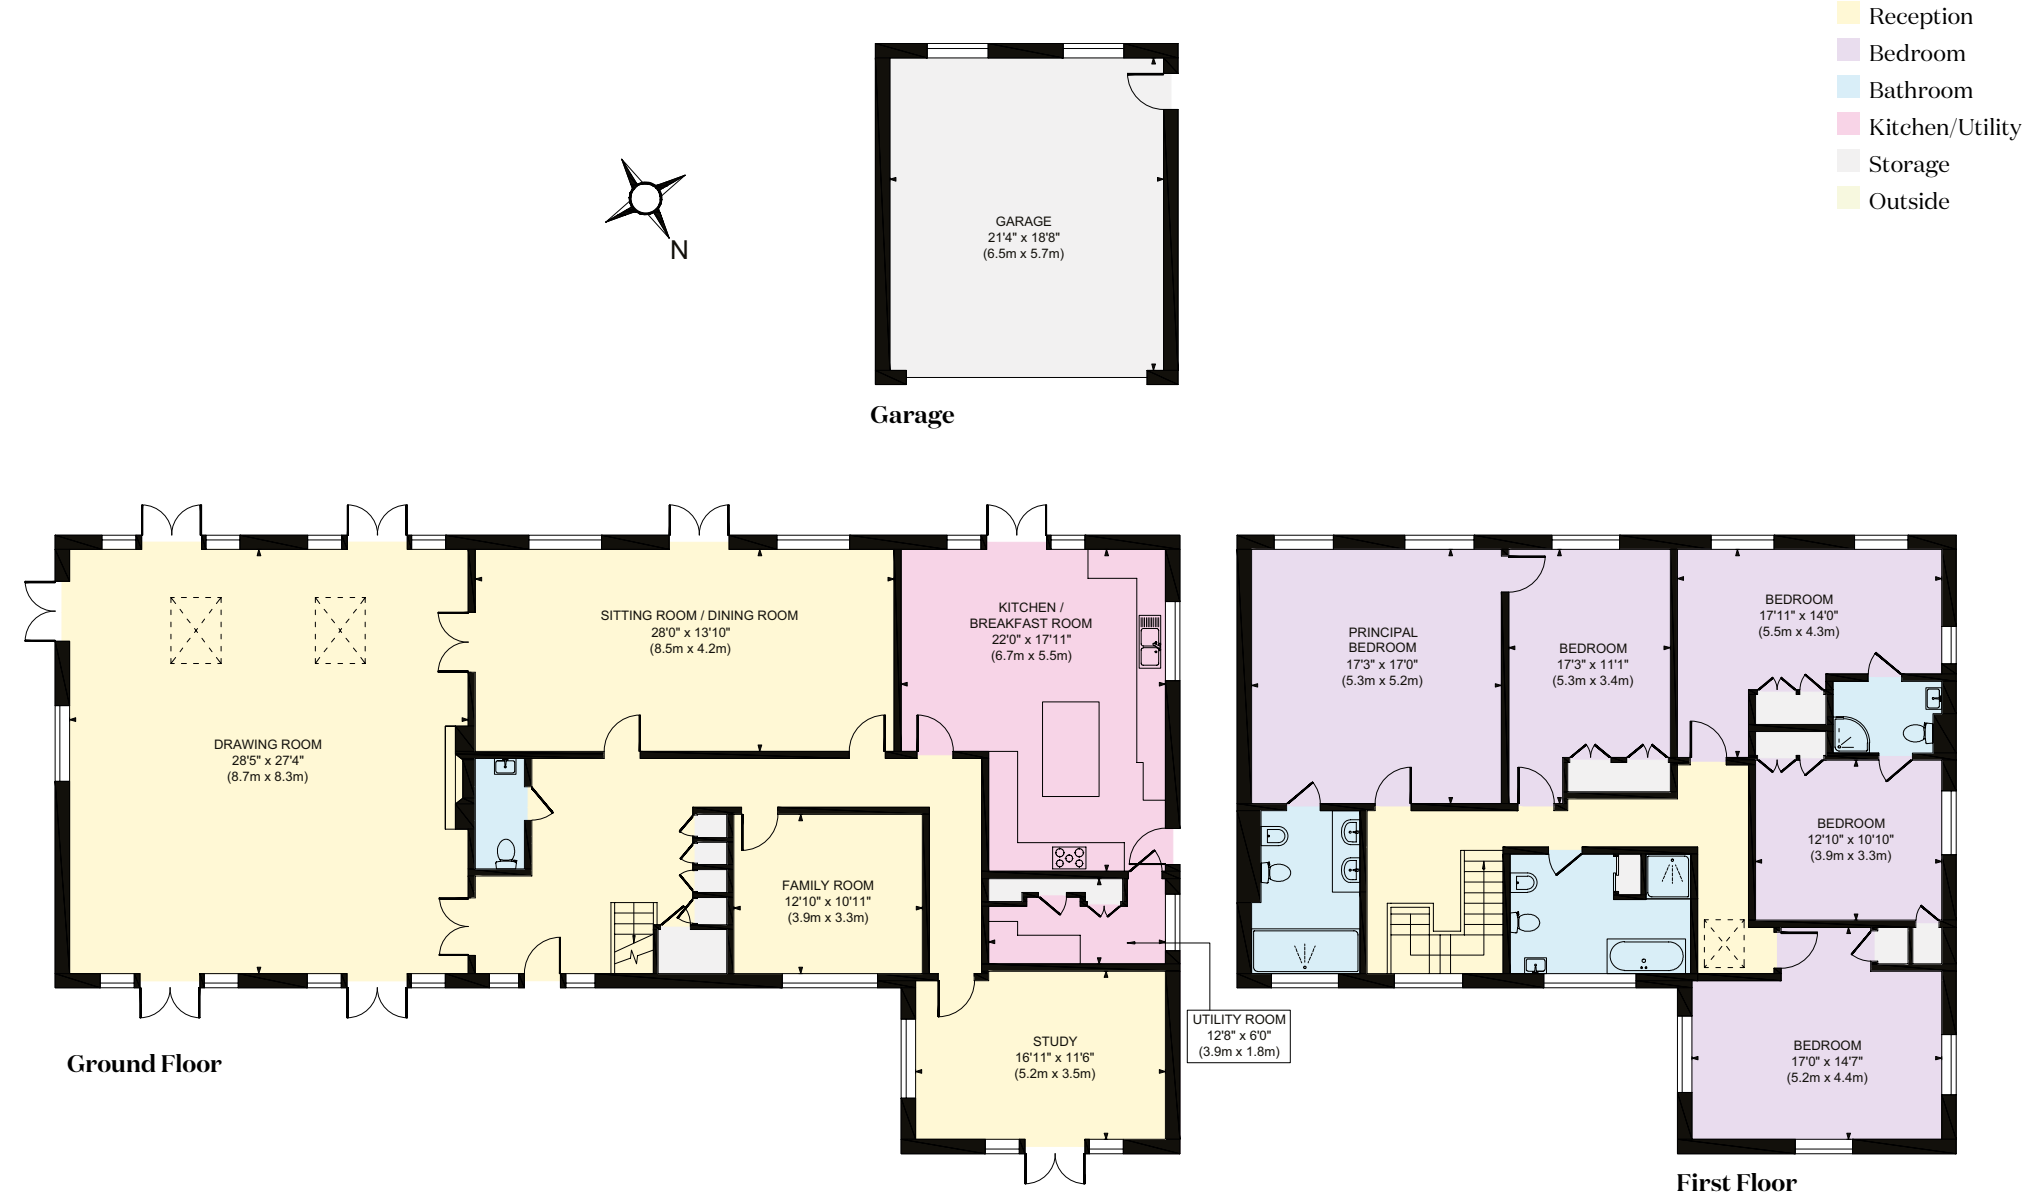 Reception
Bedroom
Bathroom
Kitchen/Utility
Storage
Outside
N
GARAGE
21'4" x 18'8"
(6.5m x 5.7m)
Garage
DRAWING ROOM
28'5" x 27'4"
(8.7m x 8.3m)
SITTING ROOM / DINING ROOM
28'0" x 13'10"
(8.5m x 4.2m)
KITCHEN /
BREAKFAST ROOM
22'0" x 17'11"
(6.7m x 5.5m)
FAMILY ROOM
12'10" x 10'11"
(3.9m x 3.3m)
UTILITY ROOM
12'8" x 6'0"
(3.9m x 1.8m)
STUDY
16'11" x 11'6"
(5.2m x 3.5m)
Ground Floor
PRINCIPAL
BEDROOM
17'3" x 17'0"
(5.3m x 5.2m)
BEDROOM
17'3" x 11'1"
(5.3m x 3.4m)
BEDROOM
17'11" x 14'0"
(5.5m x 4.3m)
BEDROOM
12'10" x 10'10"
(3.9m x 3.3m)
BEDROOM
17'0" x 14'7"
(5.2m x 4.4m)
First Floor